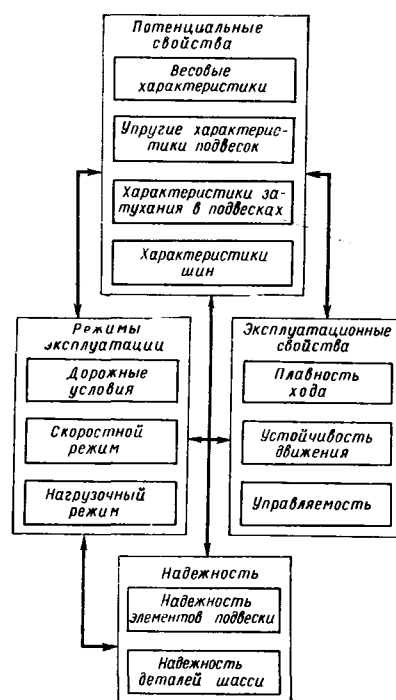 Потенциальные
свойства
Весовые
характеристики
Упругие характерис-
тики подвесок
Характеристики за-
тухания в подвесках
Характеристики
шин
Режимы
эксплуатации
Дорожные
условия
Скоростной
режим
Нагрузочный
режим
Эксплуатационные
свойства
Плавность
хода
Устойчивость
движения
Управляемость
Надежность
Надежность
элементов подвески
Надежность
деталей шасси